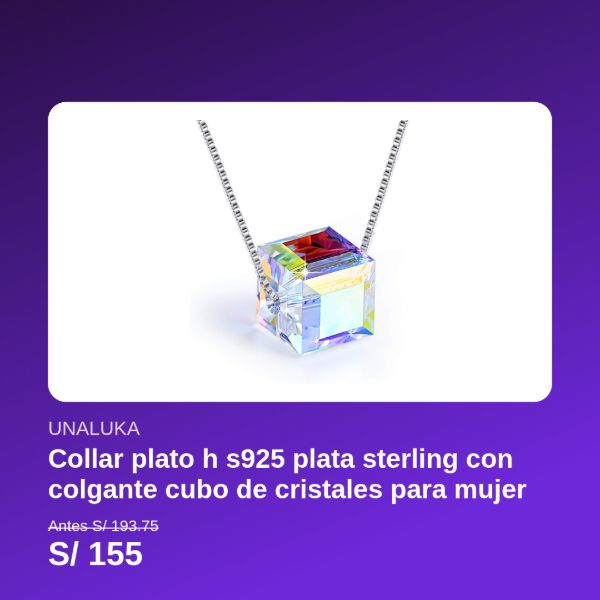 UNALUKA
Collar plato h s925 plata sterling con
colgante cubo de cristales para mujer
Antes S/ 193.75
S/ 155